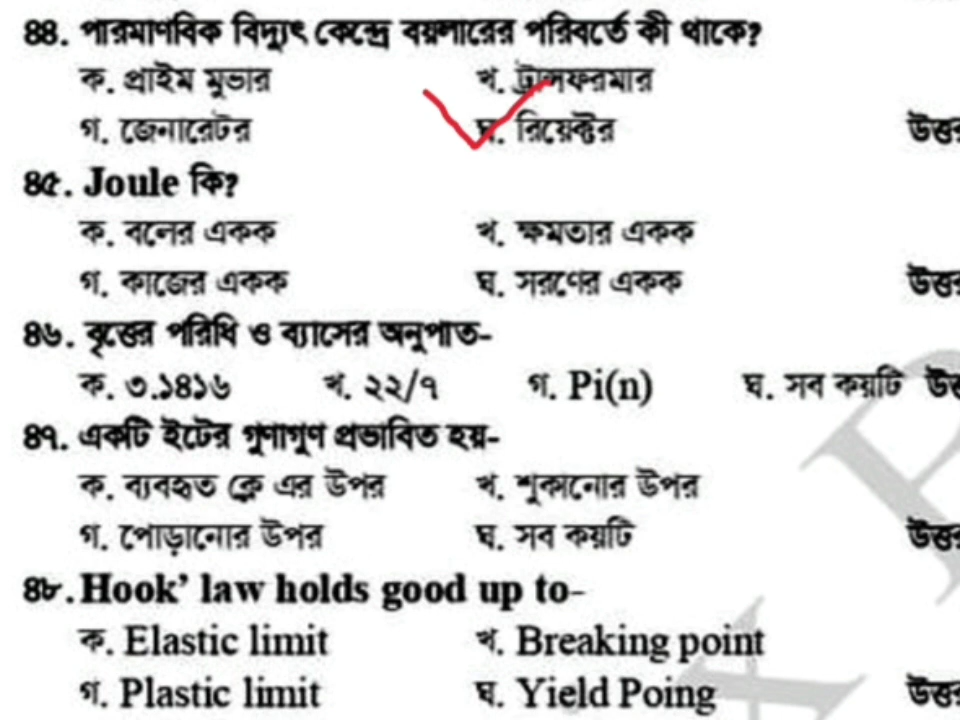 ৪৪. পারমাণবিক বিদ্যুৎ কেন্দ্রে বয়লারের পরিবর্তে কী থাকে?
ক. প্রাইম মুভার খ. ট্রান্সফরমার
গ. জেনারেটর ঘ. রিয়েক্টর উত্তর
৪৫. Joule কি?
ক. বলের একক খ. ক্ষমতার একক
গ. কাজের একক ঘ. সরণের একক উত্তর
৪৬. বৃত্তের পরিধি ও ব্যাসের অনুপাত-
ক. ৩.১৪১৬ খ. ২২/৭ গ. Pi(n) ঘ. সব কয়টি উত্ত
৪৭. একটি ইটের গুণাগুণ প্রভাবিত হয়-
ক. ব্যবহৃত ক্লে এর উপর খ. শুকানোর উপর
গ. পোড়ানোর উপর ঘ. সব কয়টি উত্তর
৪৮. Hook’ law holds good up to-
ক. Elastic limit খ. Breaking point
গ. Plastic limit ঘ. Yield Poing উত্তর